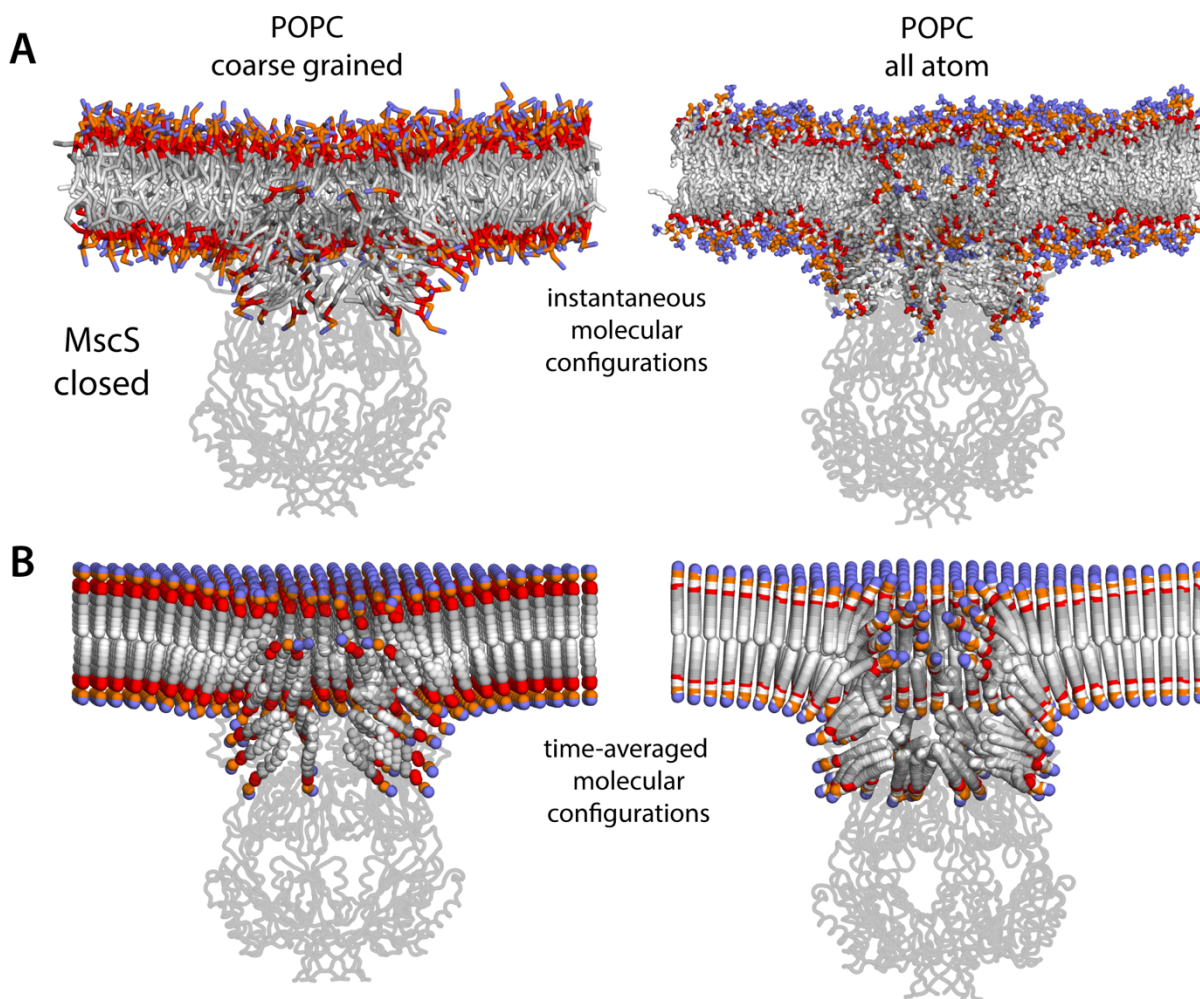 A
POPC
coarse grained
POPC
all atom
MscS
closed
instantaneous
molecular
configurations
B
time-averaged
molecular
configurations